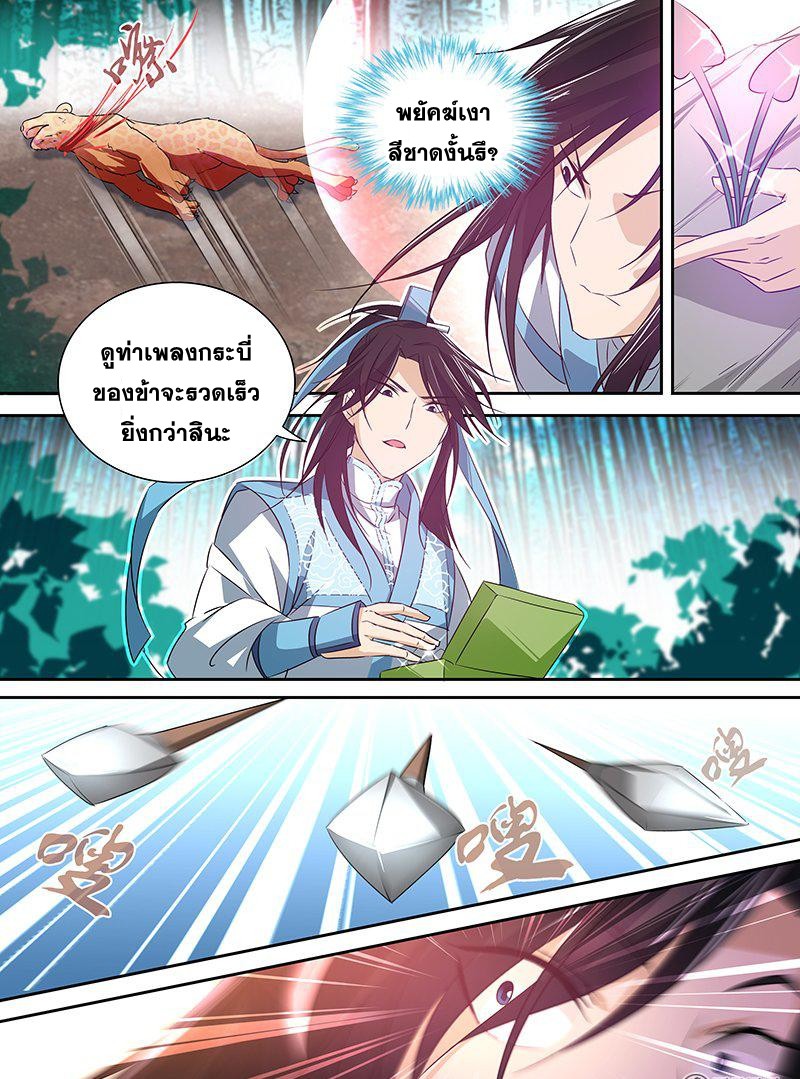 嚓
พยัคฆ์เงา
สีชาดงั้นรึ?
ดูท่าเพลงกระบี่
ของข้าจะรวดเร็ว
ยิ่งกว่าสินะ
嗖
嗖
嗖